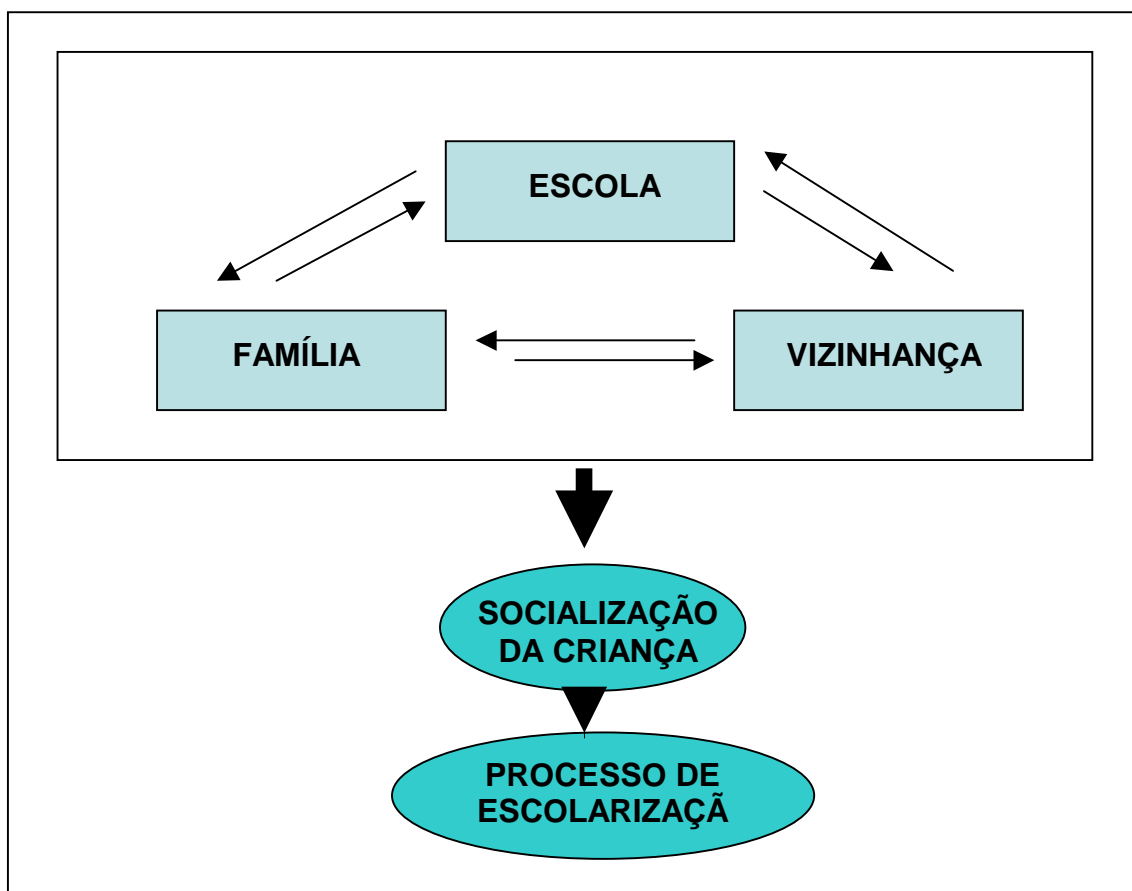 ESCOLA
FAMÍLIA
VIZINHANÇA
SOCIALIZAÇÃO
DA CRIANÇA
PROCESSO DE
ESCOLARIZAÇÃ